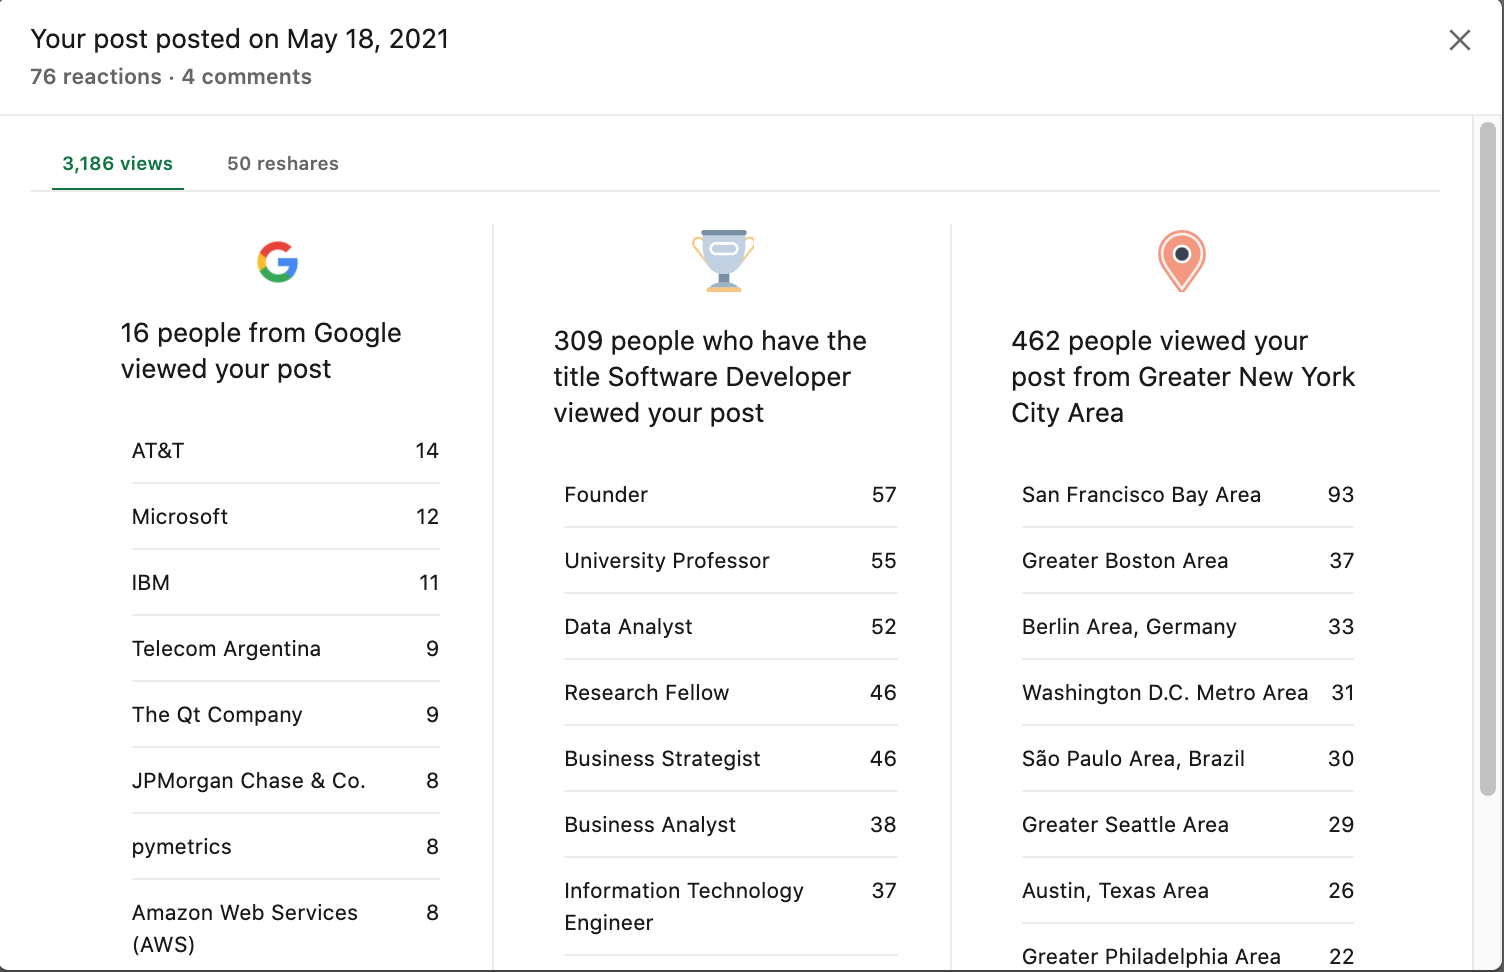 Your post posted on May 18, 2021
76 reactions · 4 comments
3,186 views
50 reshares
16 people from Google
viewed your post
AT&T 14
Microsoft 12
IBM 11
Telecom Argentina 9
The Qt Company 9
JPMorgan Chase & Co. 8
pymetrics 8
Amazon Web Services 8
(AWS)
309 people who have the
title Software Developer
viewed your post
Founder 57
University Professor 55
Data Analyst 52
Research Fellow 46
Business Strategist 46
Business Analyst 38
Information Technology 37
Engineer
462 people viewed your
post from Greater New York
City Area
San Francisco Bay Area 93
Greater Boston Area 37
Berlin Area, Germany 33
Washington D.C. Metro Area 31
São Paulo Area, Brazil 30
Greater Seattle Area 29
Austin, Texas Area 26
Greater Philadelphia Area 22